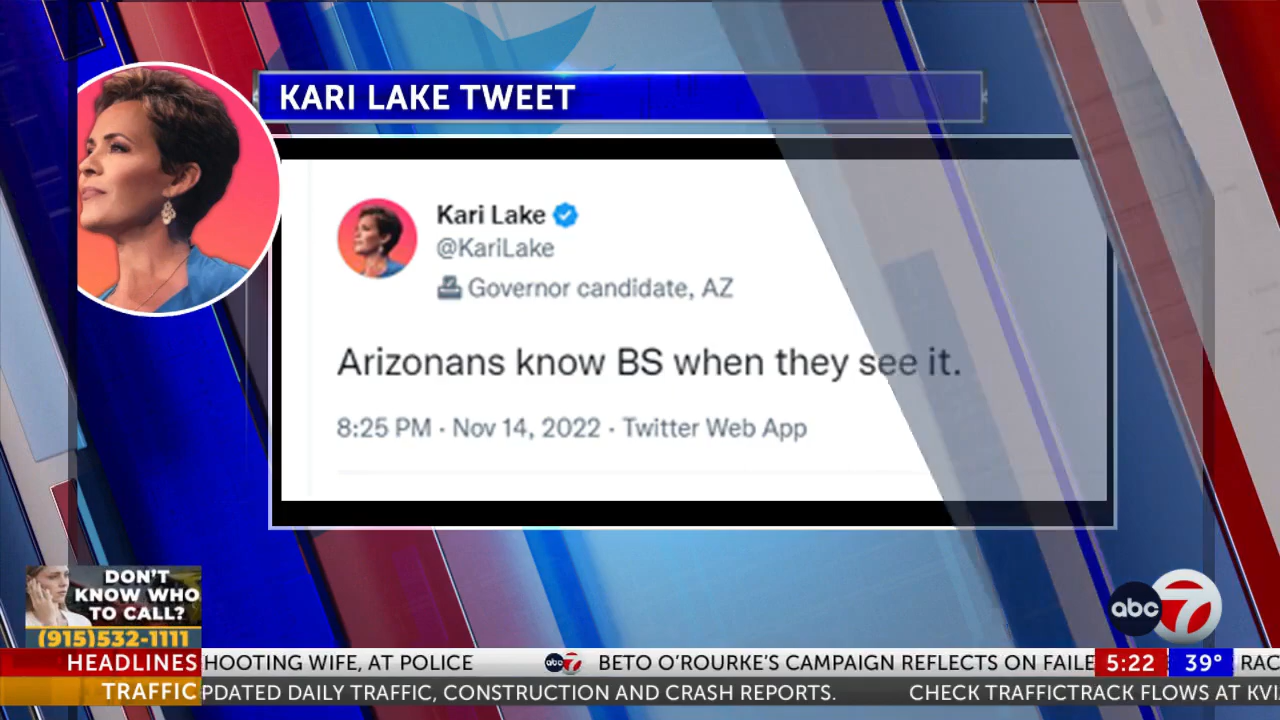 KARI LAKE TWEET
Kari Lake
@KariLake
Governor candidate, AZ
Arizonans know BS when they see it.
8:25 PM · Nov 14, 2022 · Twitter Web App
DON'T
KNOW WHO
TO CALL?
(915)532-1111
abc 7
HEADLINES HOOTING WIFE, AT POLICE abc 7 BETO O'ROURKE'S CAMPAIGN REFLECTS ON FAILE 5:22 39° RAC
TRAFFIC PDATED DAILY TRAFFIC, CONSTRUCTION AND CRASH REPORTS. CHECK TRAFFICTRACK FLOWS AT KVI